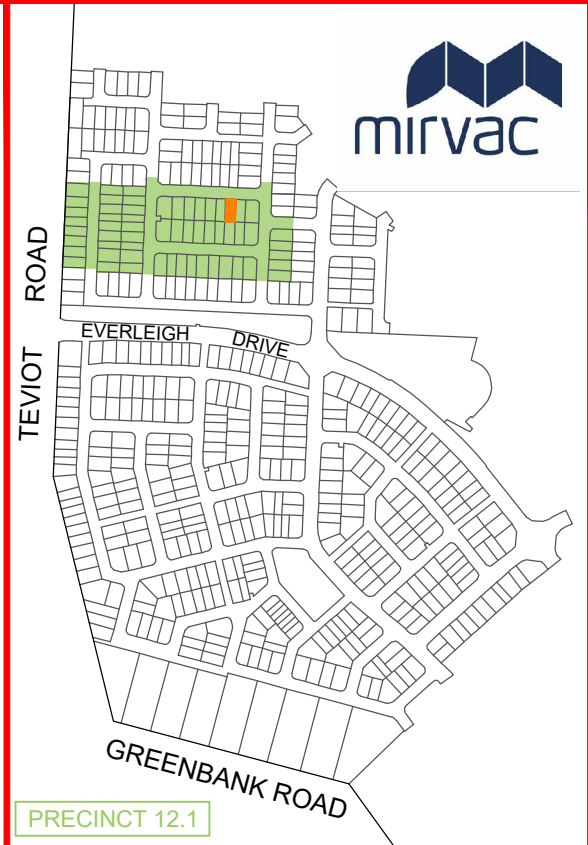 mirvac
TEVIOT ROAD
EVERLEIGH DRIVE
GREENBANK ROAD
PRECINCT 12.1